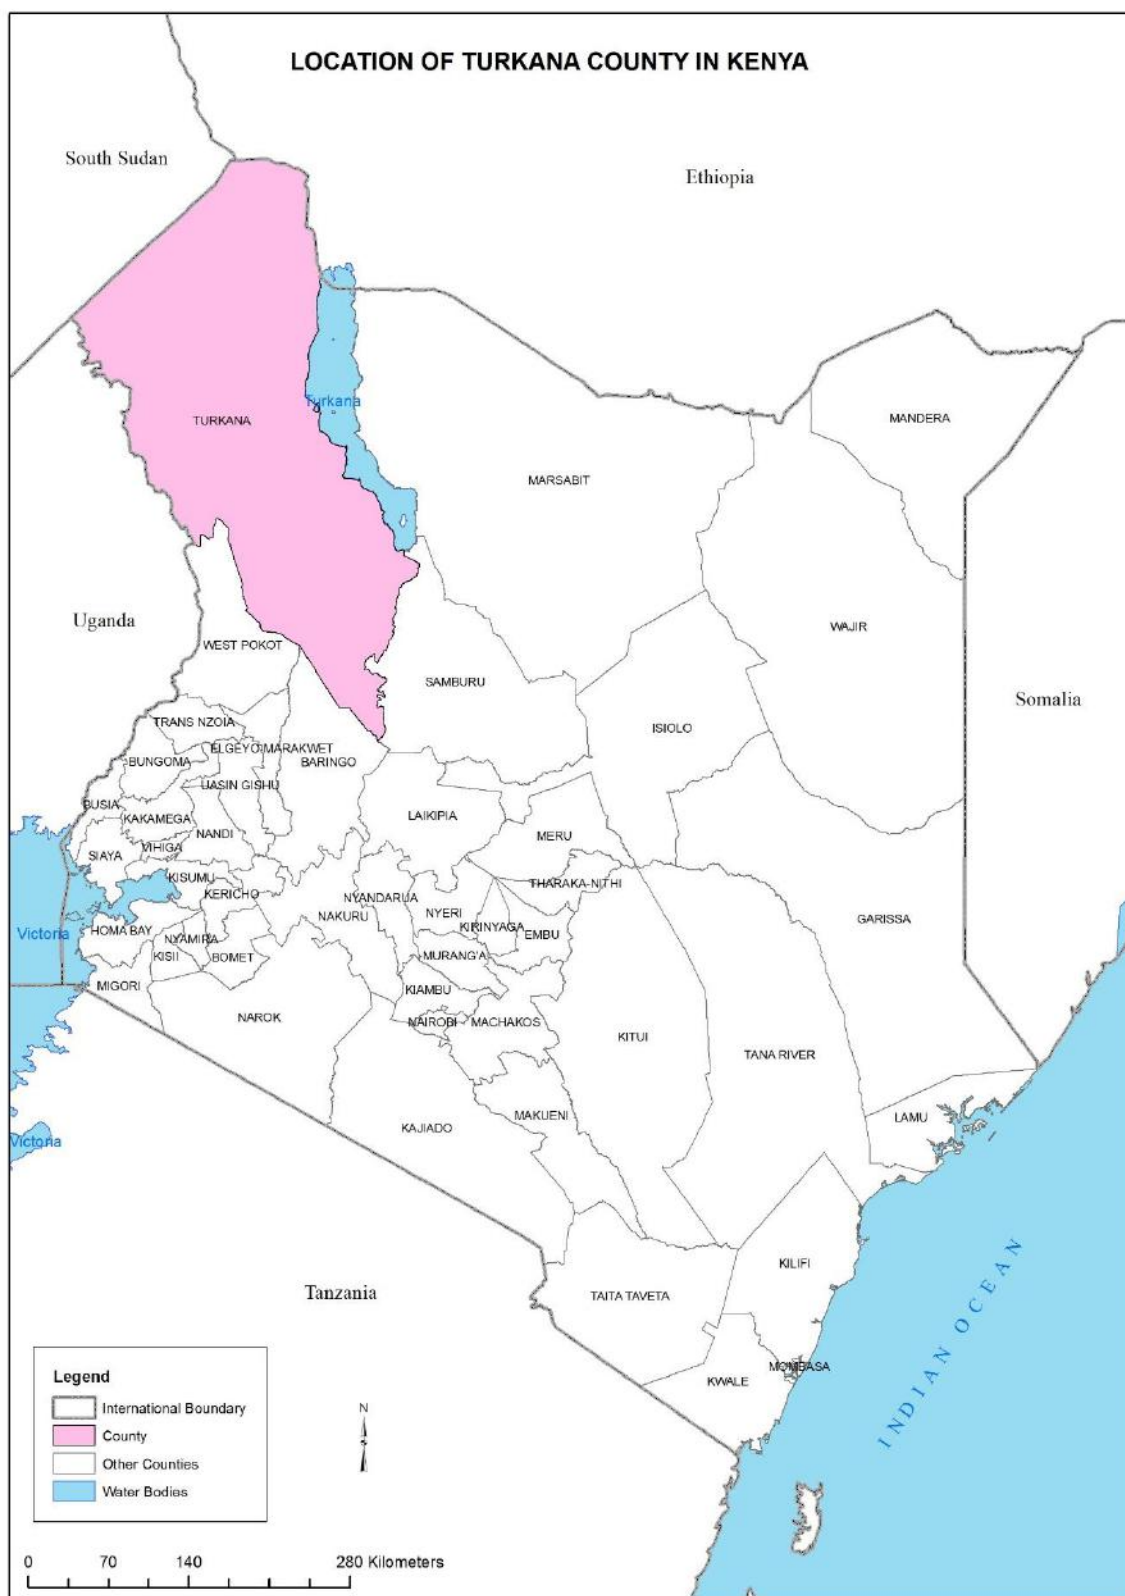 LOCATION OF TURKANA COUNTY IN KENYA
South Sudan
Ethiopia
Turkana
MANDERA
TURKANA
MARSABIT
Uganda
WAJIR
WEST POKOT
SAMBURU
Somalia
ISIOLO
TRANS NZOIA
ELGEYO MARAKWET
BUNGOMA
BARINGO
UASIN GISHU
BUSIA
KAKAMEGA
LAIKIPIA
NANDI
MERU
VIHIGA
SIAYA
KISUMU
THARAKA-NITHI
KERICHO
NYANDARUA
NAKURU
NYERI
GARISSA
KIRINYAGA
Victoria
HOMA BAY
NYAMIRA
EMBU
KISII
BOMET
MURANG'A
MIGORI
KIAMBU
NAROK
NAIROBI
MACHAKOS
KITUI
TANA RIVER
MAKUENI
LAMU
KAJIADO
Victoria
KILIFI
Tanzania
TAITA TAVETA
INDIAN OCEAN
MOMBASA
KWALE
Legend
International Boundary
County
Other Counties
Water Bodies
N
0 70 140 280 Kilometers